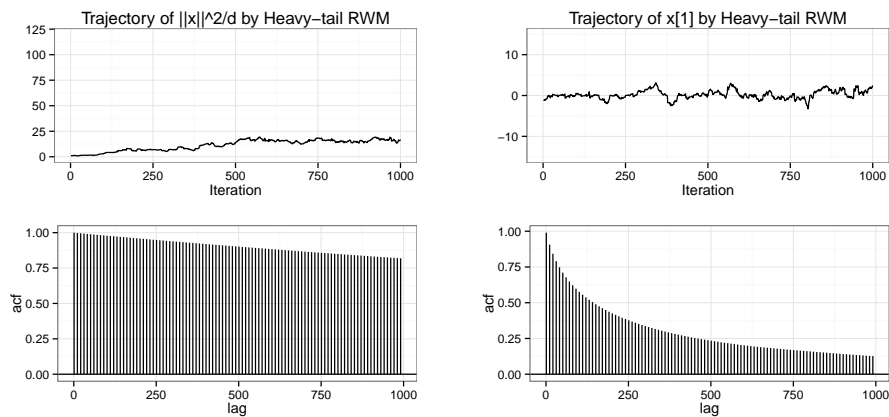 Trajectory of ||x||^2/d by Heavy−tail RWM
125
100
75
50
25
0
0 250 500 750 1000
Iteration
Trajectory of x[1] by Heavy−tail RWM
10
0
−10
0 250 500 750 1000
Iteration
1.00
0.75
0.50
0.25
0.00
acf
0 250 500 750 1000
lag
1.00
0.75
0.50
0.25
0.00
acf
0 250 500 750 1000
lag